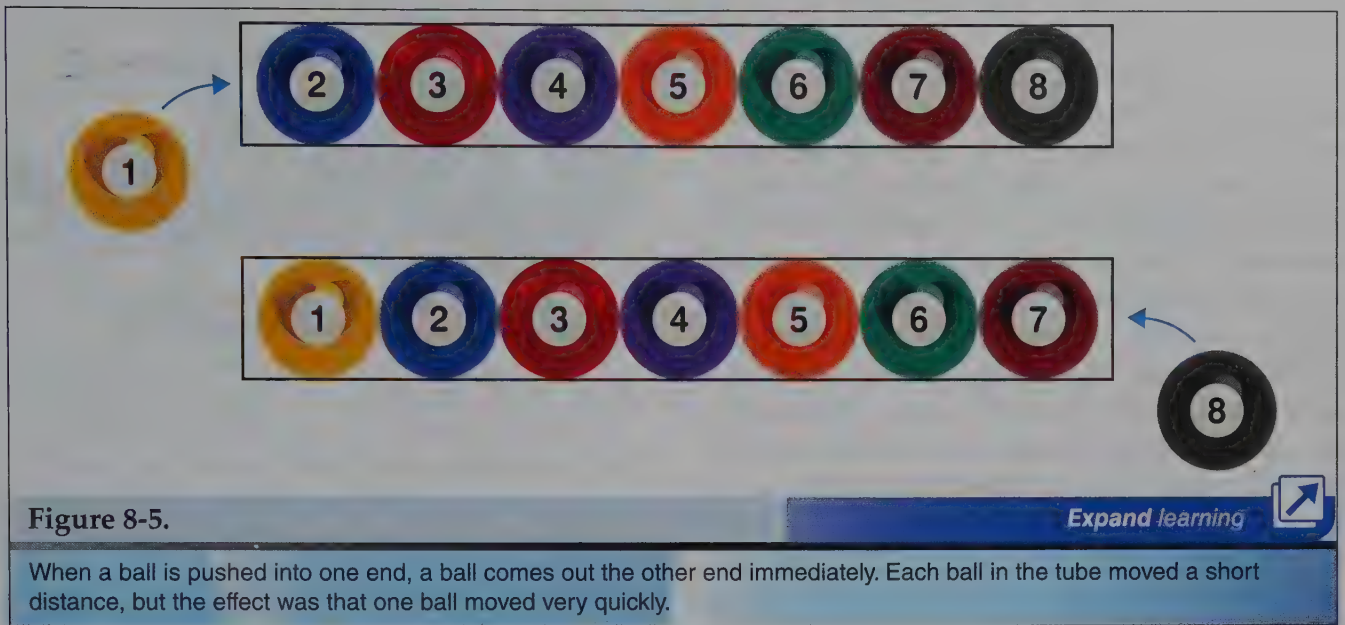 2 3 4 5 6 7 8
1
1 2 3 4 5 6 7
8
Figure 8-5.
Expand learning
When a ball is pushed into one end, a ball comes out the other end immediately. Each ball in the tube moved a short
distance, but the effect was that one ball moved very quickly.